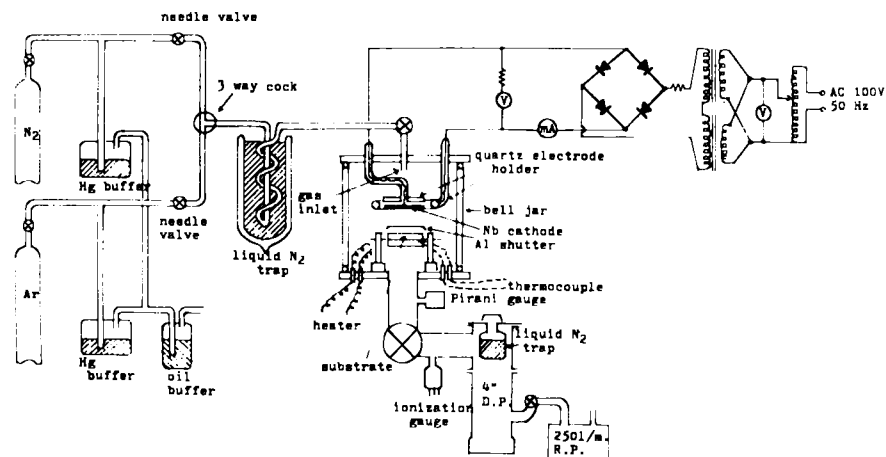 needle valve
3 way cock
N2
Hg buffer
needle
valve
Ar
Hg
buffer
oil
buffer
liquid N2
trap
gas
inlet
quartz electrode
holder
bell jar
Nb cathode
Al shutter
thermocouple
Pirani
gauge
heater
substrate
liquid N2
trap
ionization
gauge
4"
D.P.
250l/m.
R.P.
V
mA
V
AC 100V
50 Hz